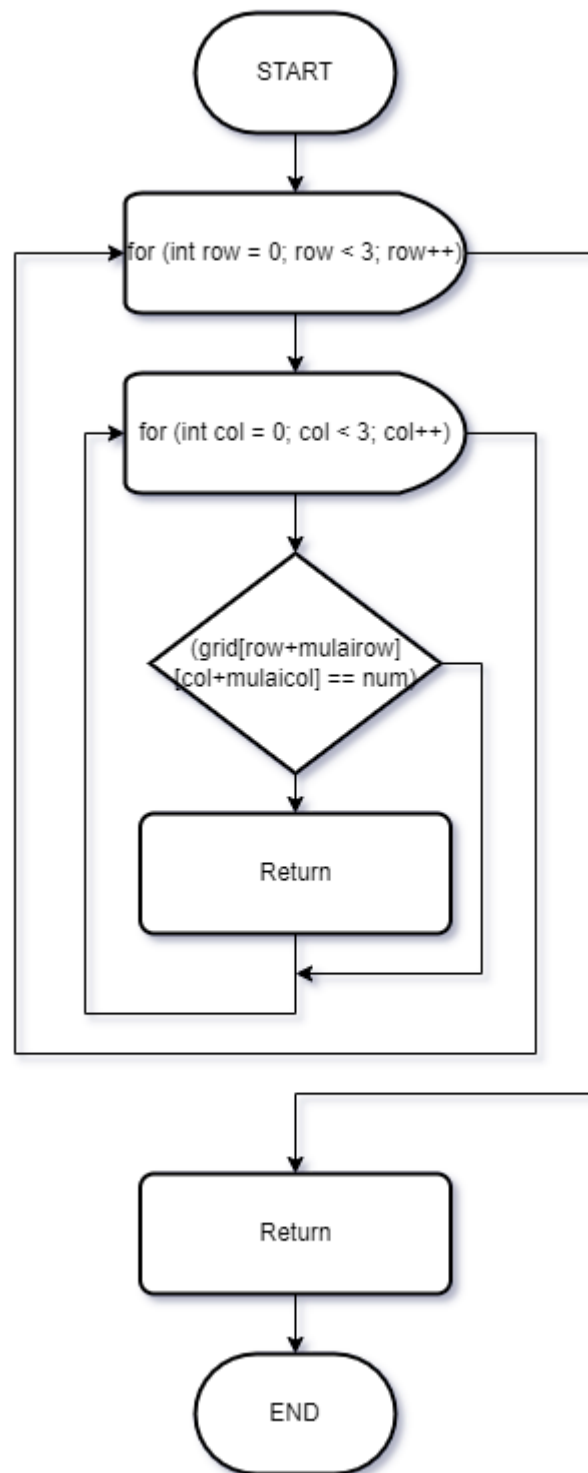 START
for (int row = 0; row < 3; row++)
for (int col = 0; col < 3; col++)
(grid[row+mulairow]
[col+mulaicol] == num)
Return
Return
END